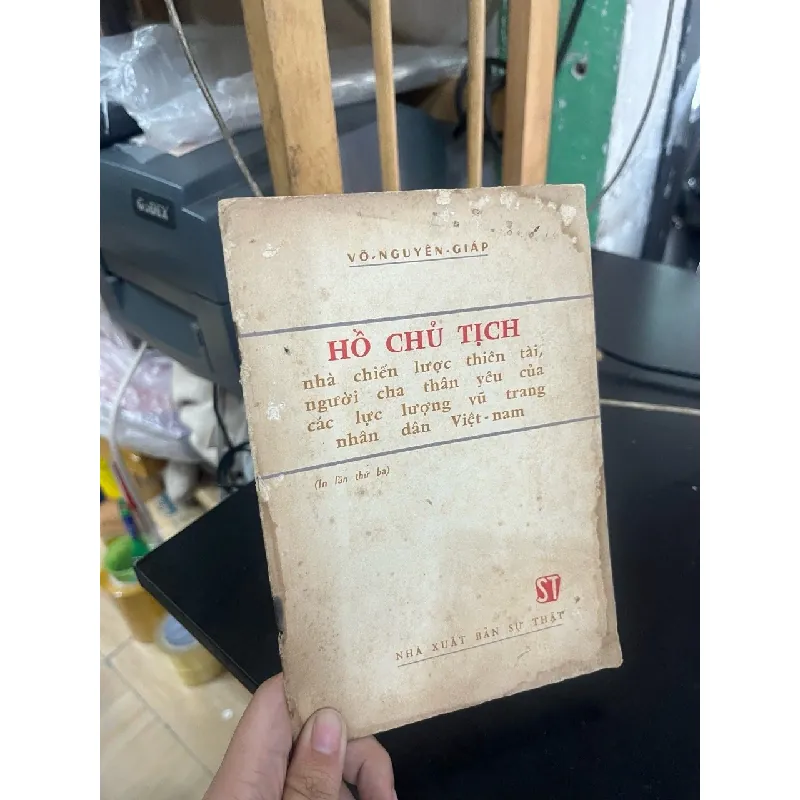 GODEX
VÕ-NGUYÊN-GIÁP
HỒ CHỦ TỊCH
nhà chiến lược thiên tài,
người cha thân yêu của
các lực lượng vũ trang
nhân dân Việt-nam
(In lần thứ ba)
ST
NHÀ XUẤT BẢN SỰ THẬT